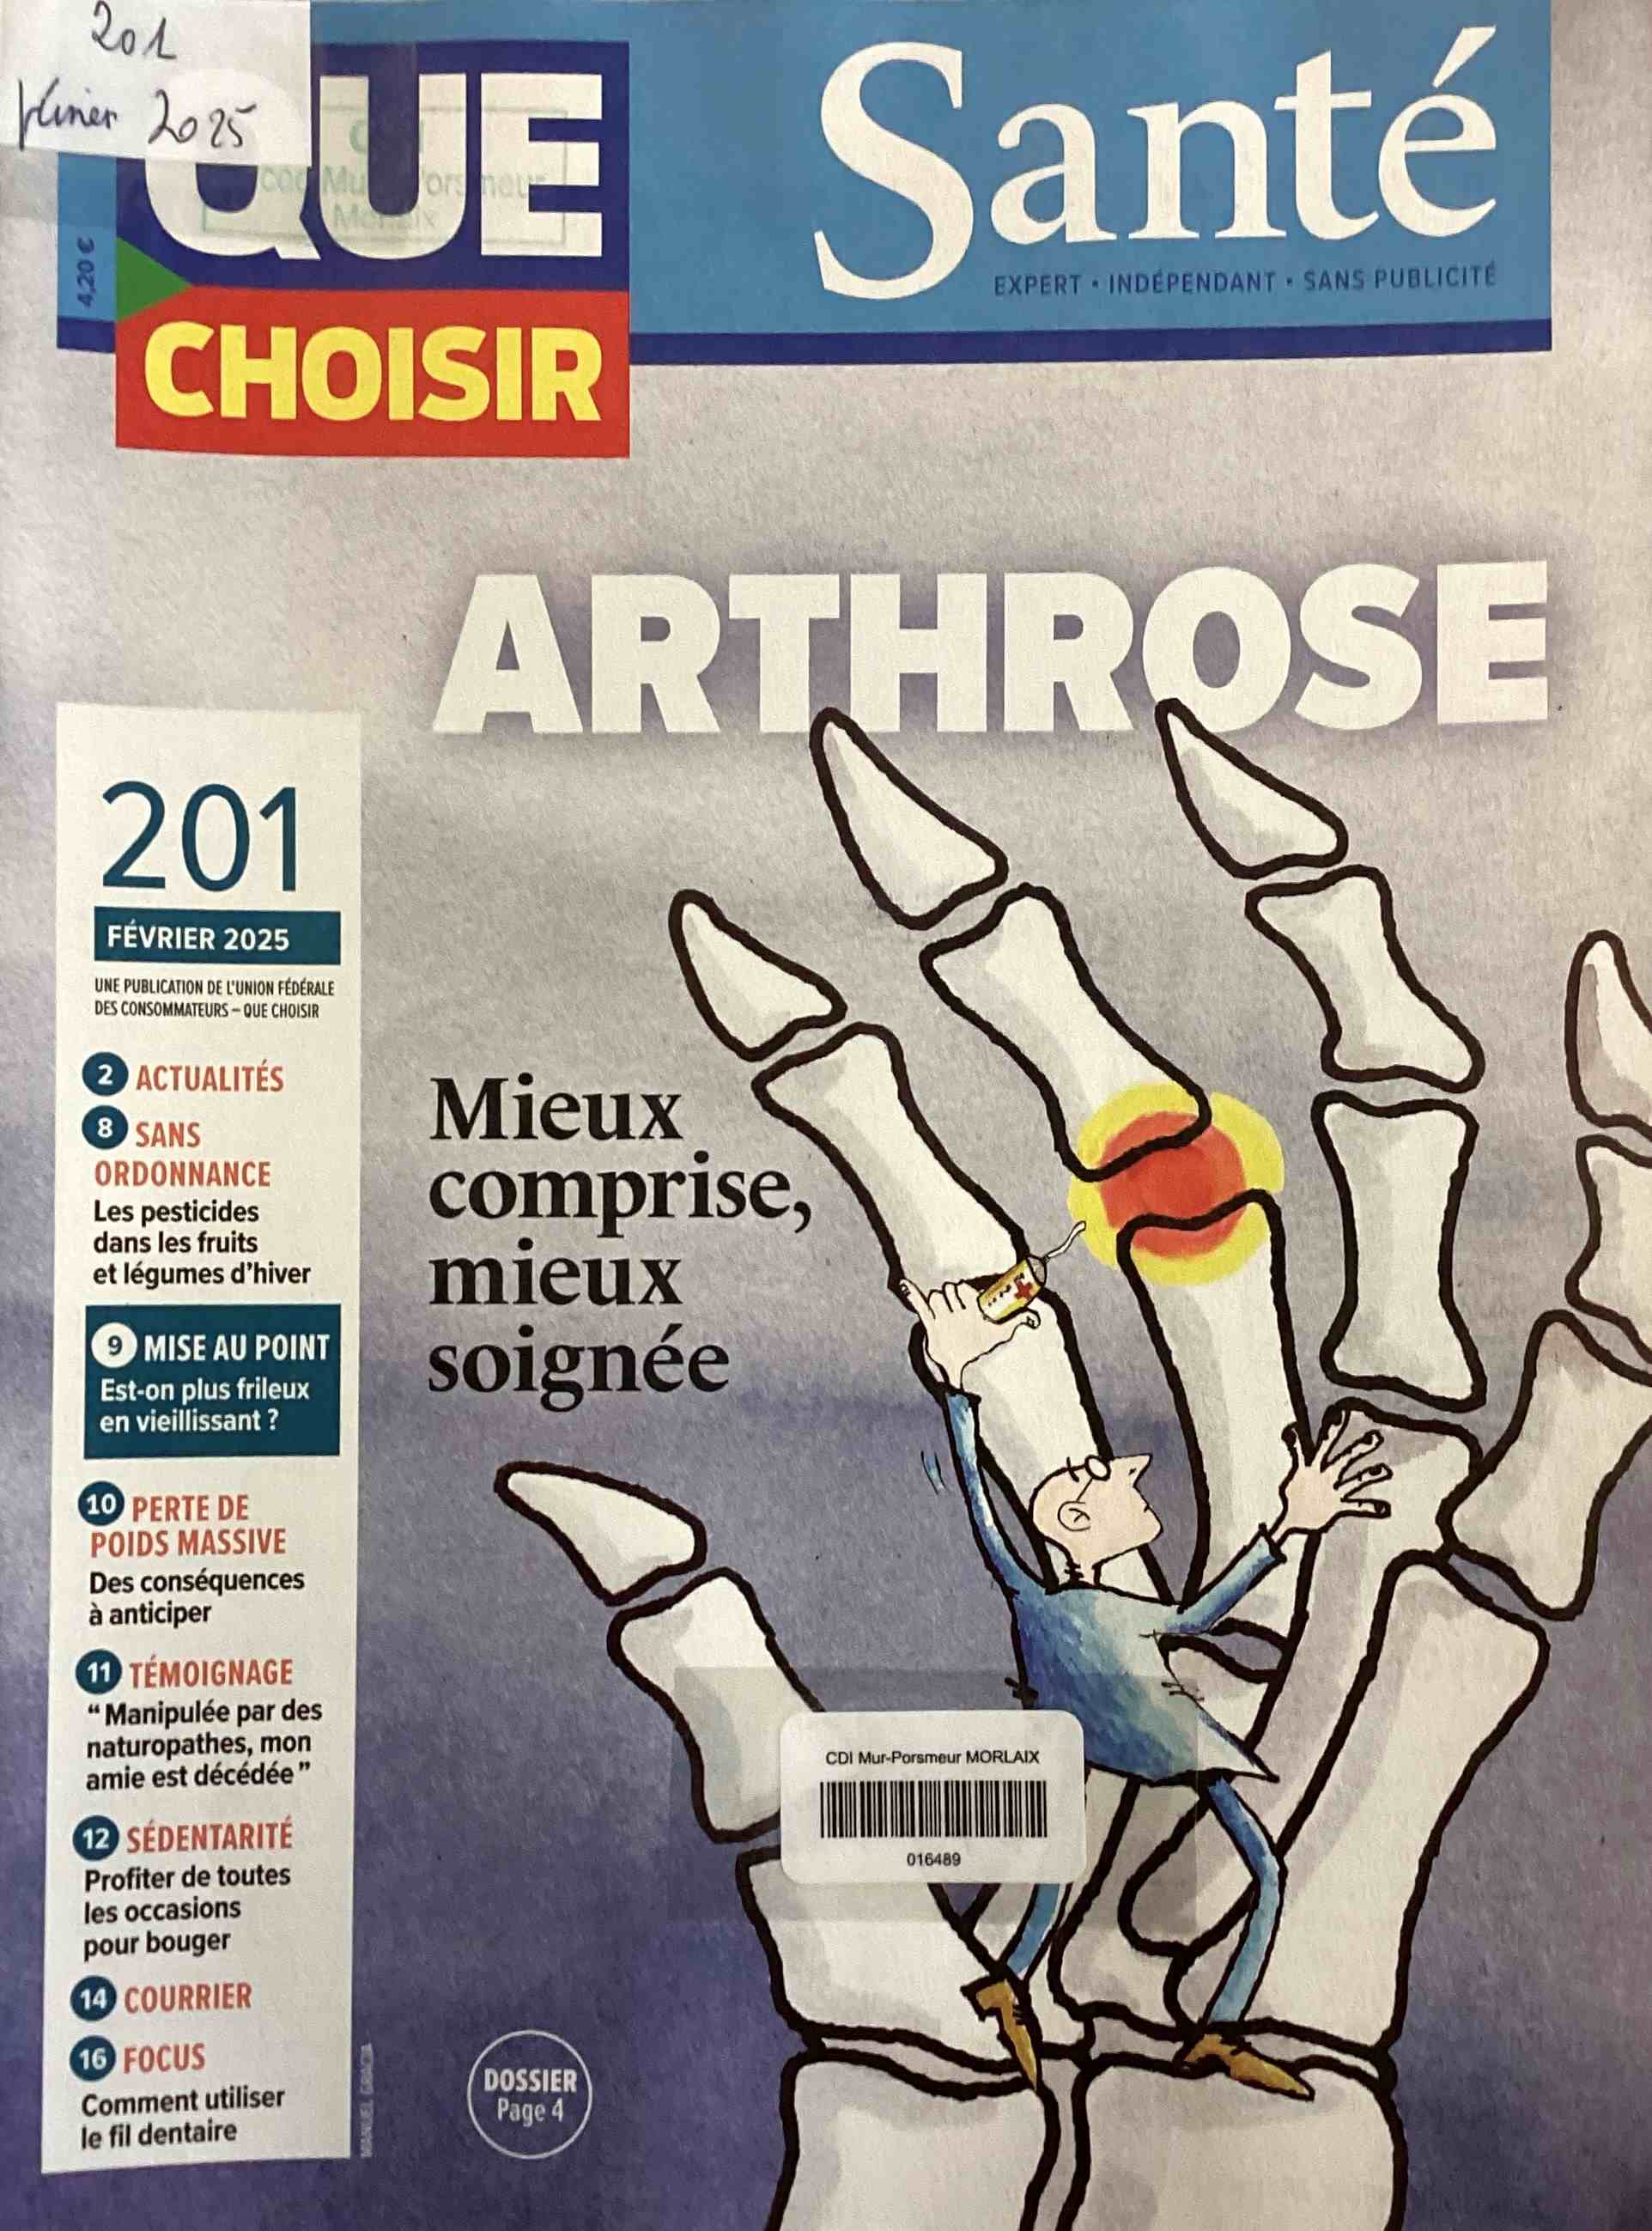 201
février 2025
QUE
CHOISIR
4,20 €
Santé
EXPERT • INDÉPENDANT • SANS PUBLICITÉ
ARTHROSE
Mieux
comprise,
mieux
soignée
201
FÉVRIER 2025
UNE PUBLICATION DE L'UNION FÉDÉRALE
DES CONSOMMATEURS – QUE CHOISIR
2 ACTUALITÉS
8 SANS
ORDONNANCE
Les pesticides
dans les fruits
et légumes d'hiver
9 MISE AU POINT
Est-on plus frileux
en vieillissant ?
10 PERTE DE
POIDS MASSIVE
Des conséquences
à anticiper
11 TÉMOIGNAGE
“ Manipulée par des
naturopathes, mon
amie est décédée ”
12 SÉDENTARITÉ
Profiter de toutes
les occasions
pour bouger
14 COURRIER
16 FOCUS
Comment utiliser
le fil dentaire
DOSSIER
Page 4
CDI Mur-Porsmeur MORLAIX
016489